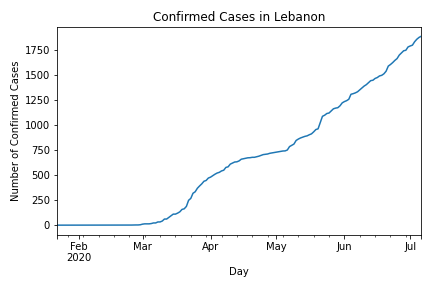 Confirmed Cases in Lebanon
Number of Confirmed Cases
1750
1500
1250
1000
750
500
250
0
Feb Mar Apr May Jun Jul
2020
Day